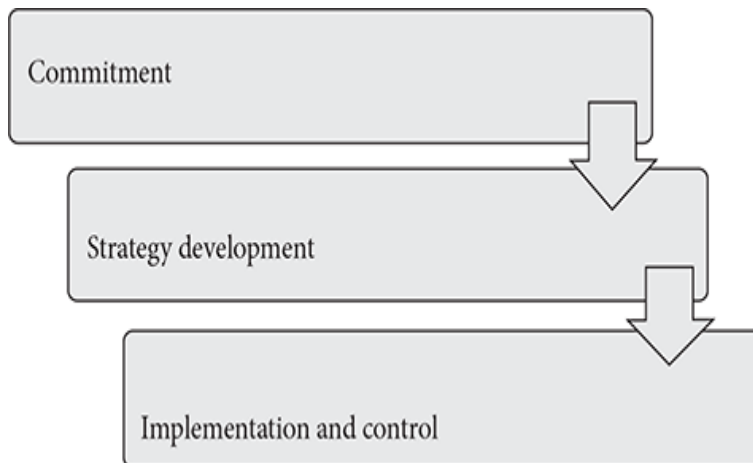 Commitment
Strategy development
Implementation and control